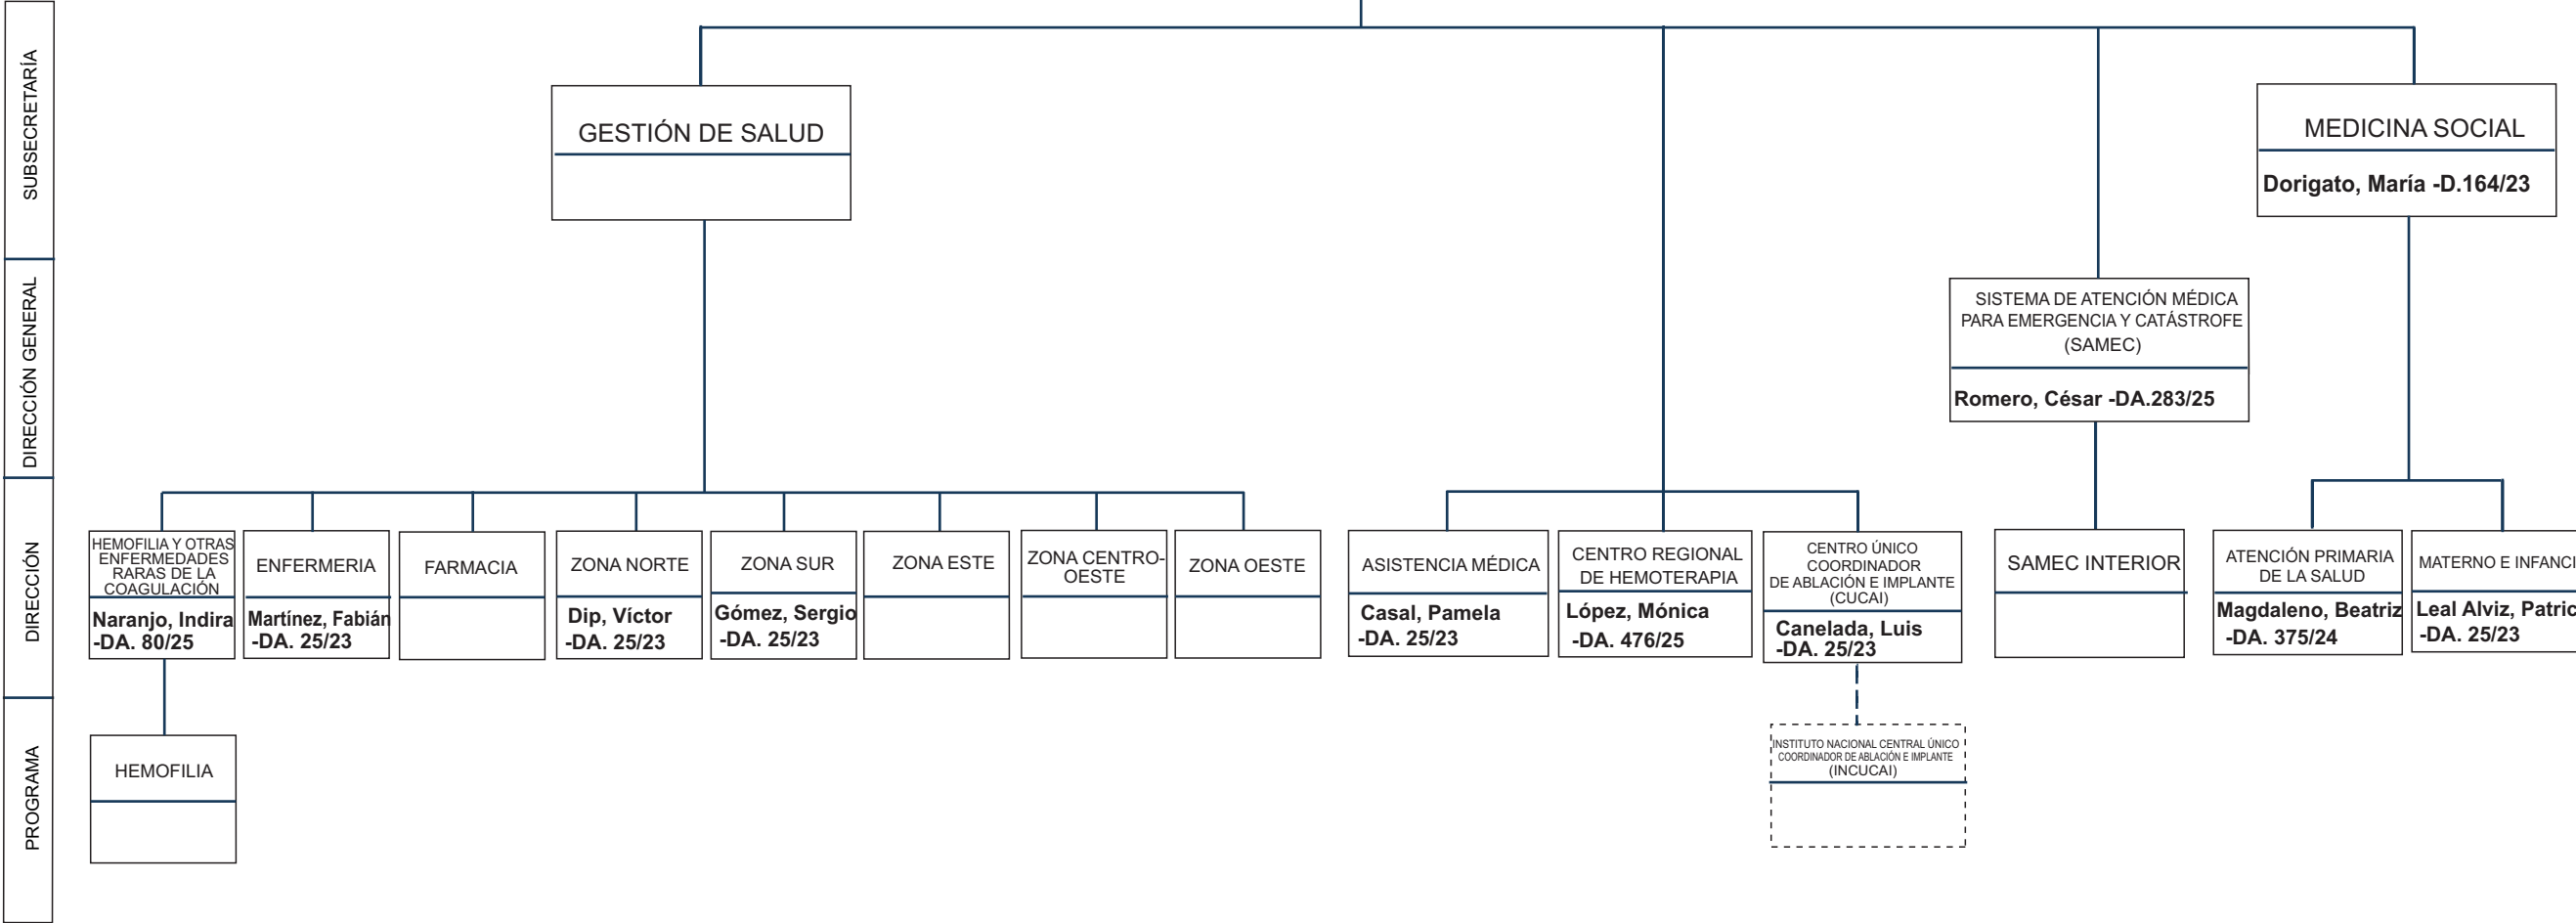 SUBSECRETARÍA
GESTIÓN DE SALUD
MEDICINA SOCIAL
Dorigato, María -D.164/23
DIRECCIÓN GENERAL
SISTEMA DE ATENCIÓN MÉDICA
PARA EMERGENCIA Y CATÁSTROFE
(SAMEC)
Romero, César -DA.283/25
DIRECCIÓN
HEMOFILIA Y OTRAS
ENFERMEDADES
RARAS DE LA
COAGULACIÓN
Naranjo, Indira
-DA. 80/25
ENFERMERIA
Martínez, Fabián
-DA. 25/23
FARMACIA
ZONA NORTE
Dip, Víctor
-DA. 25/23
ZONA SUR
Gómez, Sergio
-DA. 25/23
ZONA ESTE
ZONA CENTRO-
OESTE
ZONA OESTE
ASISTENCIA MÉDICA
Casal, Pamela
-DA. 25/23
CENTRO REGIONAL
DE HEMOTERAPIA
López, Mónica
-DA. 476/25
CENTRO ÚNICO
COORDINADOR
DE ABLACIÓN E IMPLANTE
(CUCAI)
Canelada, Luis
-DA. 25/23
SAMEC INTERIOR
ATENCIÓN PRIMARIA
DE LA SALUD
Magdaleno, Beatriz
-DA. 375/24
MATERNO E INFANCI
Leal Alviz, Patric
-DA. 25/23
PROGRAMA
HEMOFILIA
INSTITUTO NACIONAL CENTRAL ÚNICO
COORDINADOR DE ABLACIÓN E IMPLANTE
(INCUCAI)